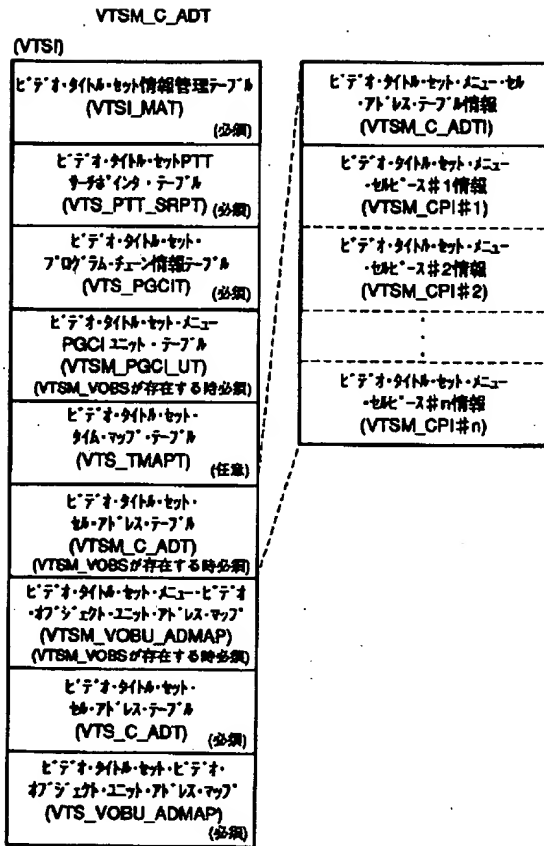 VTSM_C_ADT
(VTSI)
ビデオ・タイトル・セット情報管理テーブル
(VTSI_MAT)
(必須)
ビデオ・タイトル・セットPTT
サーチポインタ・テーブル
(VTS_PTT_SRPT) (必須)
ビデオ・タイトル・セット・
プログラム・チェーン情報テーブル
(VTS_PGCIT) (必須)
ビデオ・タイトル・セット・メニュー
PGCIユニット・テーブル
(VTSM_PGCI_UT)
(VTSM_VOBSが存在する時必須)
ビデオ・タイトル・セット・
タイム・マップ・テーブル
(VTS_TMAPT) (任意)
ビデオ・タイトル・セット・
セル・アドレス・テーブル
(VTSM_C_ADT)
(VTSM_VOBSが存在する時必須)
ビデオ・タイトル・セット・メニュー・ビデオ
・オブジェクト・ユニット・アドレス・マップ
(VTSM_VOBU_ADMAP)
(VTSM_VOBSが存在する時必須)
ビデオ・タイトル・セット・
セル・アドレス・テーブル
(VTS_C_ADT) (必須)
ビデオ・タイトル・セット・ビデオ・
オブジェクト・ユニット・アドレス・マップ
(VTS_VOBU_ADMAP)
(必須)
ビデオ・タイトル・セット・メニュー・セル
・アドレス・テーブル情報
(VTSM_C_ADTI)
ビデオ・タイトル・セット・メニュー
・セルピース#1情報
(VTSM_CPI#1)
ビデオ・タイトル・セット・メニュー
・セルピース#2情報
(VTSM_CPI#2)
ビデオ・タイトル・セット・メニュー
・セルピース#n情報
(VTSM_CPI#n)